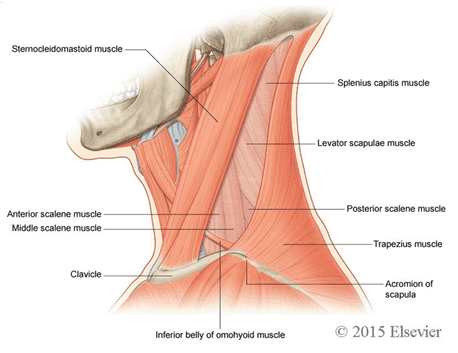 Sternocleidomastoid muscle
Splenius capitis muscle
Levator scapulae muscle
Anterior scalene muscle
Posterior scalene muscle
Middle scalene muscle
Trapezius muscle
Clavicle
Acromion of
scapula
Inferior belly of omohyoid muscle
© 2015 Elsevier